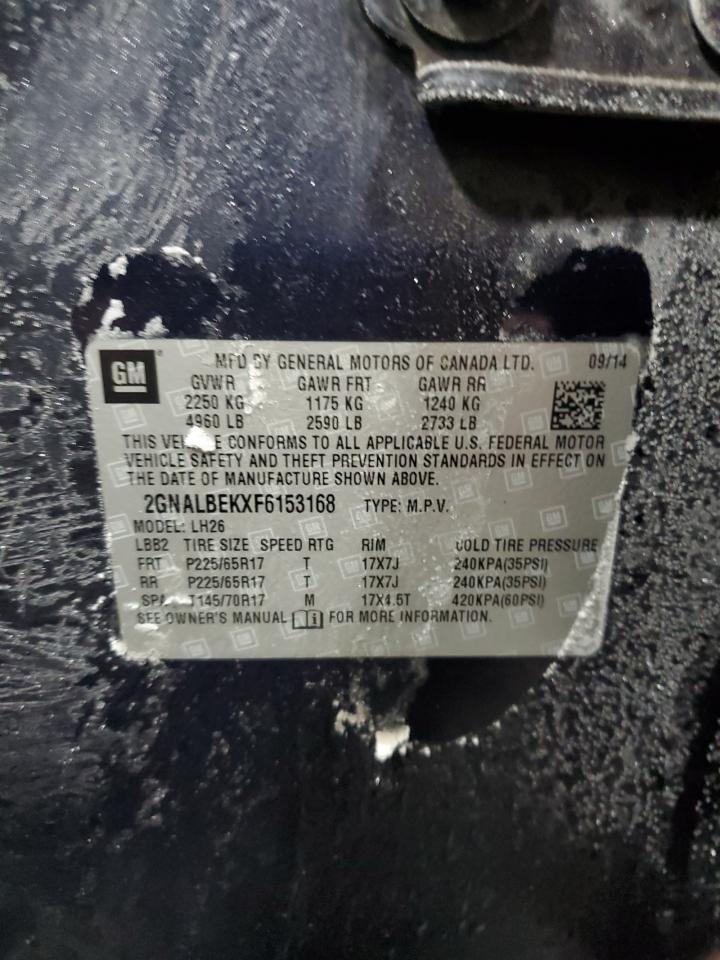 GM
MFD BY GENERAL MOTORS OF CANADA LTD. 09/14
GVWR GAWR FRT GAWR RR
2250 KG 1175 KG 1240 KG
4960 LB 2590 LB 2733 LB
THIS VEHICLE CONFORMS TO ALL APPLICABLE U.S. FEDERAL MOTOR
VEHICLE SAFETY AND THEFT PREVENTION STANDARDS IN EFFECT ON
THE DATE OF MANUFACTURE SHOWN ABOVE.
2GNALBEKXF6153168 TYPE: M.P.V.
MODEL: LH26
LBB2 TIRE SIZE SPEED RTG RIM COLD TIRE PRESSURE
FRT P225/65R17 T 17X7J 240KPA(35PSI)
RR P225/65R17 T 17X7J 240KPA(35PSI)
SPA T145/70R17 M 17X4.5T 420KPA(60PSI)
SEE OWNER'S MANUAL i FOR MORE INFORMATION.